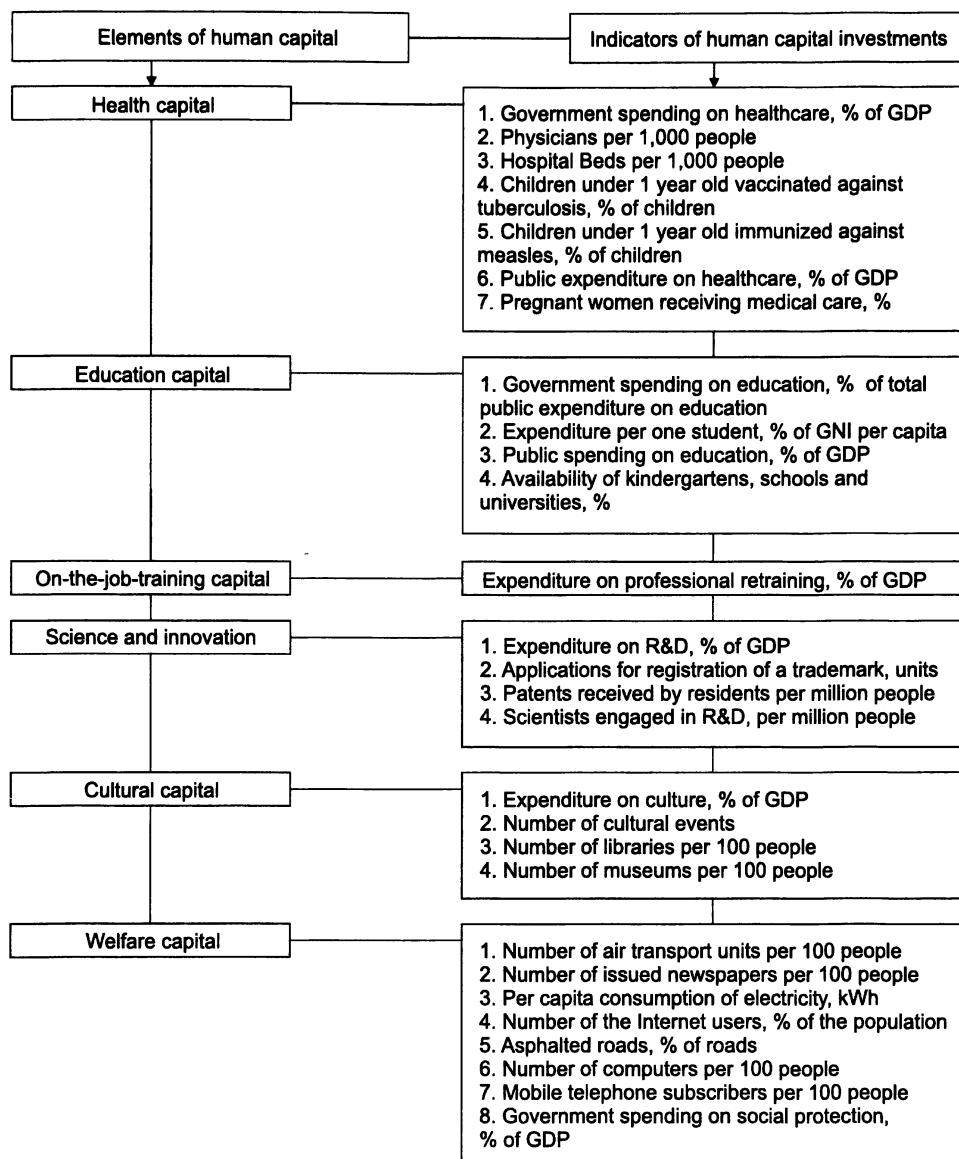 Elements of human capital
Indicators of human capital investments
Health capital
1. Government spending on healthcare, % of GDP
2. Physicians per 1,000 people
3. Hospital Beds per 1,000 people
4. Children under 1 year old vaccinated against
tuberculosis, % of children
5. Children under 1 year old immunized against
measles, % of children
6. Public expenditure on healthcare, % of GDP
7. Pregnant women receiving medical care, %
Education capital
1. Government spending on education, % of total
public expenditure on education
2. Expenditure per one student, % of GNI per capita
3. Public spending on education, % of GDP
4. Availability of kindergartens, schools and
universities, %
On-the-job-training capital
Expenditure on professional retraining, % of GDP
Science and innovation
1. Expenditure on R&D, % of GDP
2. Applications for registration of a trademark, units
3. Patents received by residents per million people
4. Scientists engaged in R&D, per million people
Cultural capital
1. Expenditure on culture, % of GDP
2. Number of cultural events
3. Number of libraries per 100 people
4. Number of museums per 100 people
Welfare capital
1. Number of air transport units per 100 people
2. Number of issued newspapers per 100 people
3. Per capita consumption of electricity, kWh
4. Number of the Internet users, % of the population
5. Asphalted roads, % of roads
6. Number of computers per 100 people
7. Mobile telephone subscribers per 100 people
8. Government spending on social protection,
% of GDP